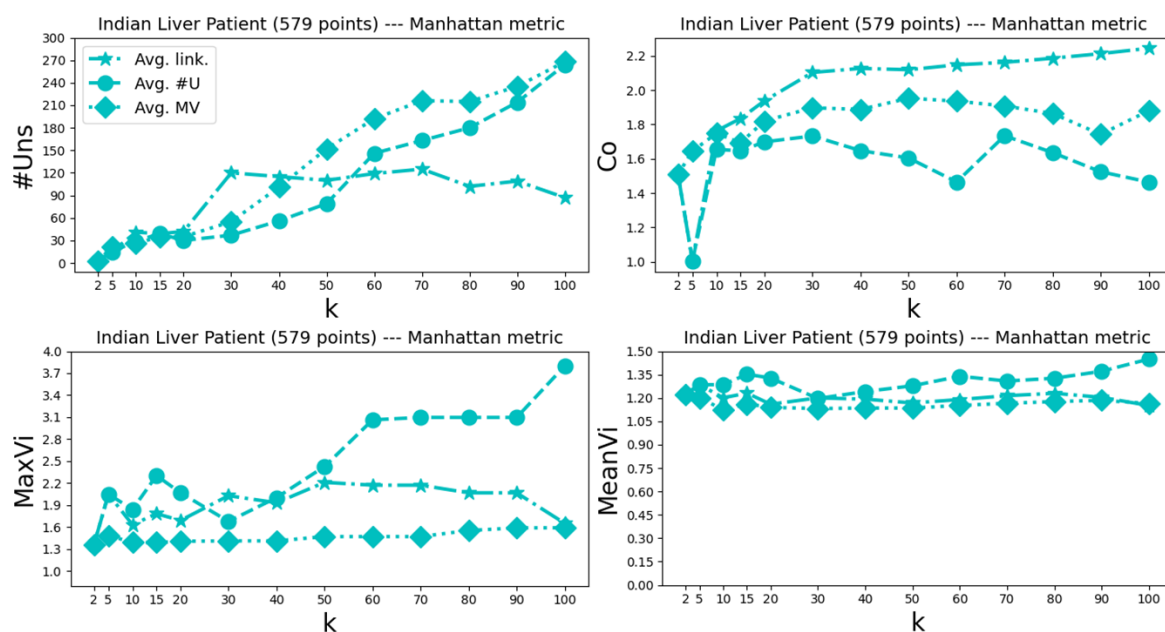 Indian Liver Patient (579 points) --- Manhattan metric
300
270
240
210
180
150
120
90
60
30
0
#Uns
Avg. link.
Avg. #U
Avg. MV
2 5 10 15 20 30 40 50 60 70 80 90 100
k
Indian Liver Patient (579 points) --- Manhattan metric
2.2
2.0
1.8
1.6
1.4
1.2
1.0
Co
2 5 10 15 20 30 40 50 60 70 80 90 100
k
Indian Liver Patient (579 points) --- Manhattan metric
4.0
3.7
3.4
3.1
2.8
2.5
2.2
1.9
1.6
1.3
1.0
MaxVi
2 5 10 15 20 30 40 50 60 70 80 90 100
k
Indian Liver Patient (579 points) --- Manhattan metric
1.50
1.35
1.20
1.05
0.90
0.75
0.60
0.45
0.30
0.15
0.00
MeanVi
2 5 10 15 20 30 40 50 60 70 80 90 100
k